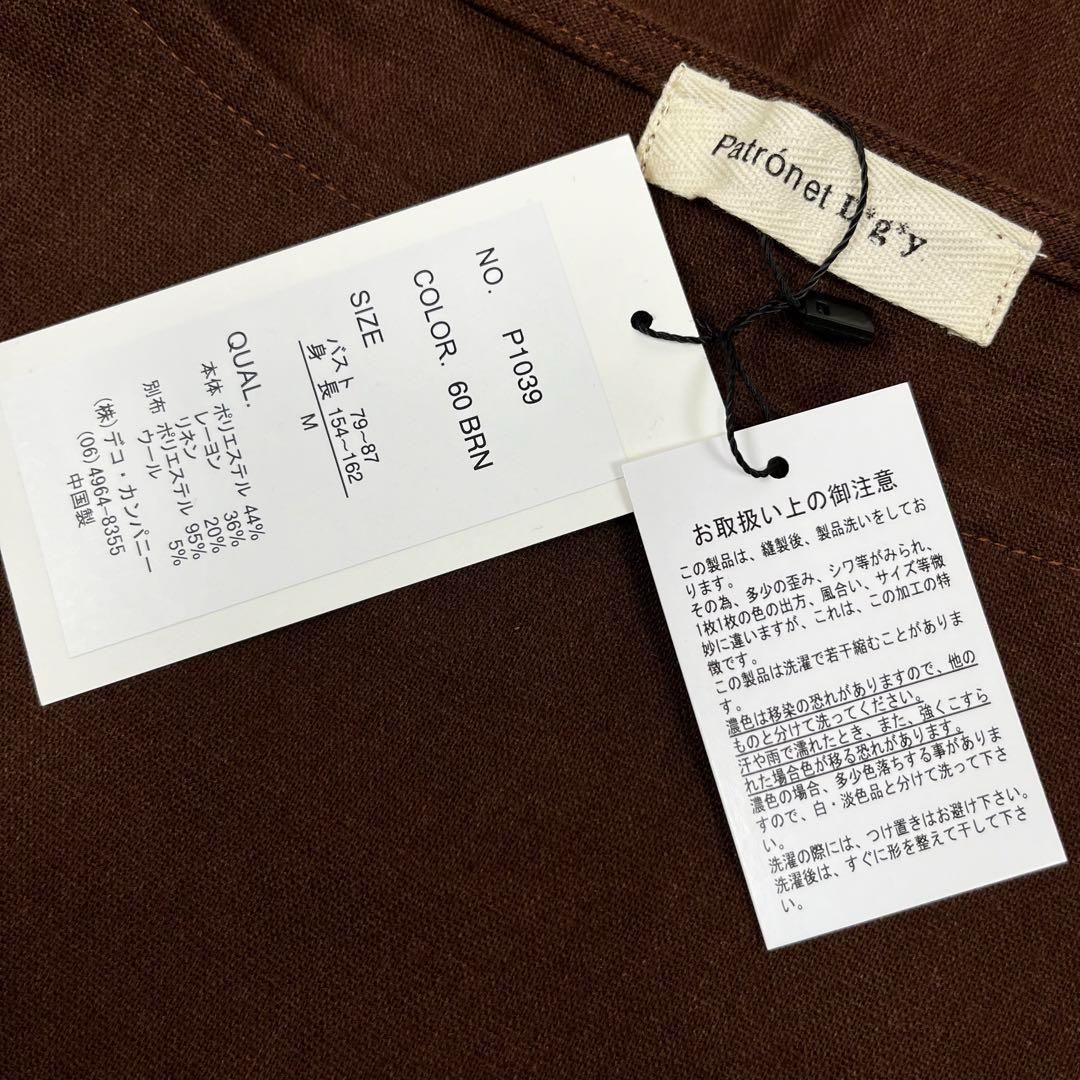 Patrónet D*g*y
NO. P1039
COLOR. 60 BRN
SIZE
バスト 79~87
身 長 154~162
M
QUAL.
本体 ポリエステル 44%
レーヨン 36%
リネン 20%
別布 ポリエステル 95%
ウール 5%
(株)デコ・カンパニー
(06)4964-8355
中国製
お取扱い上の御注意
この製品は、縫製後、製品洗いをしてお
ります。
その為、多少の歪み、シワ等がみられ、
1枚1枚の色の出方、風合い、サイズ等微
妙に違いますが、これは、この加工の特
徴です。
この製品は洗濯で若干縮むことがありま
す。
濃色は移染の恐れがありますので、他の
ものと分けて洗ってください。
汗や雨で濡れたとき、また、強くこすら
れた場合色が移る恐れがあります。
濃色の場合、多少色落ちする事がありま
すので、白・淡色品と分けて洗って下さ
い。
洗濯の際には、つけ置きはお避け下さい。
洗濯後は、すぐに形を整えて干して下さ
い。